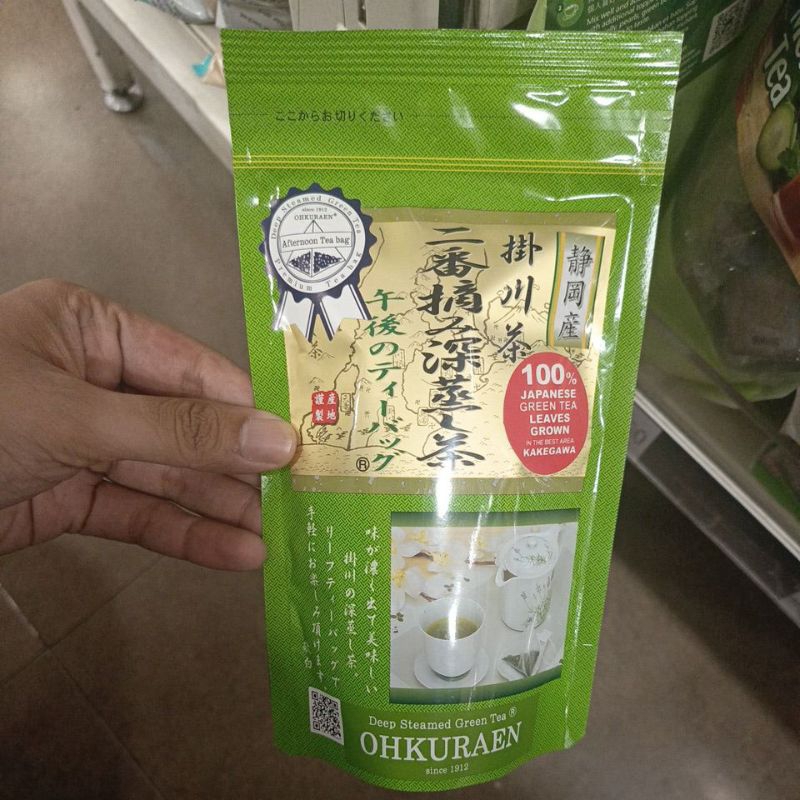 ここからお切りください
Deep Steamed Green Tea
since 1912
OHKURAEN®
Afternoon Tea bag
Premium Tea bag
静岡産
掛川茶
二番摘み深蒸し茶
午後のティーバッグ
®
産地
謹製
100%
JAPANESE
GREEN TEA
LEAVES
GROWN
IN THE BEST AREA
KAKEGAWA
味が濃く出て美味しい
掛川の深蒸し茶。
リーフティーバッグで
手軽にお楽しみ頂けます。
Deep Steamed Green Tea®
OHKURAEN
since 1912
Tea